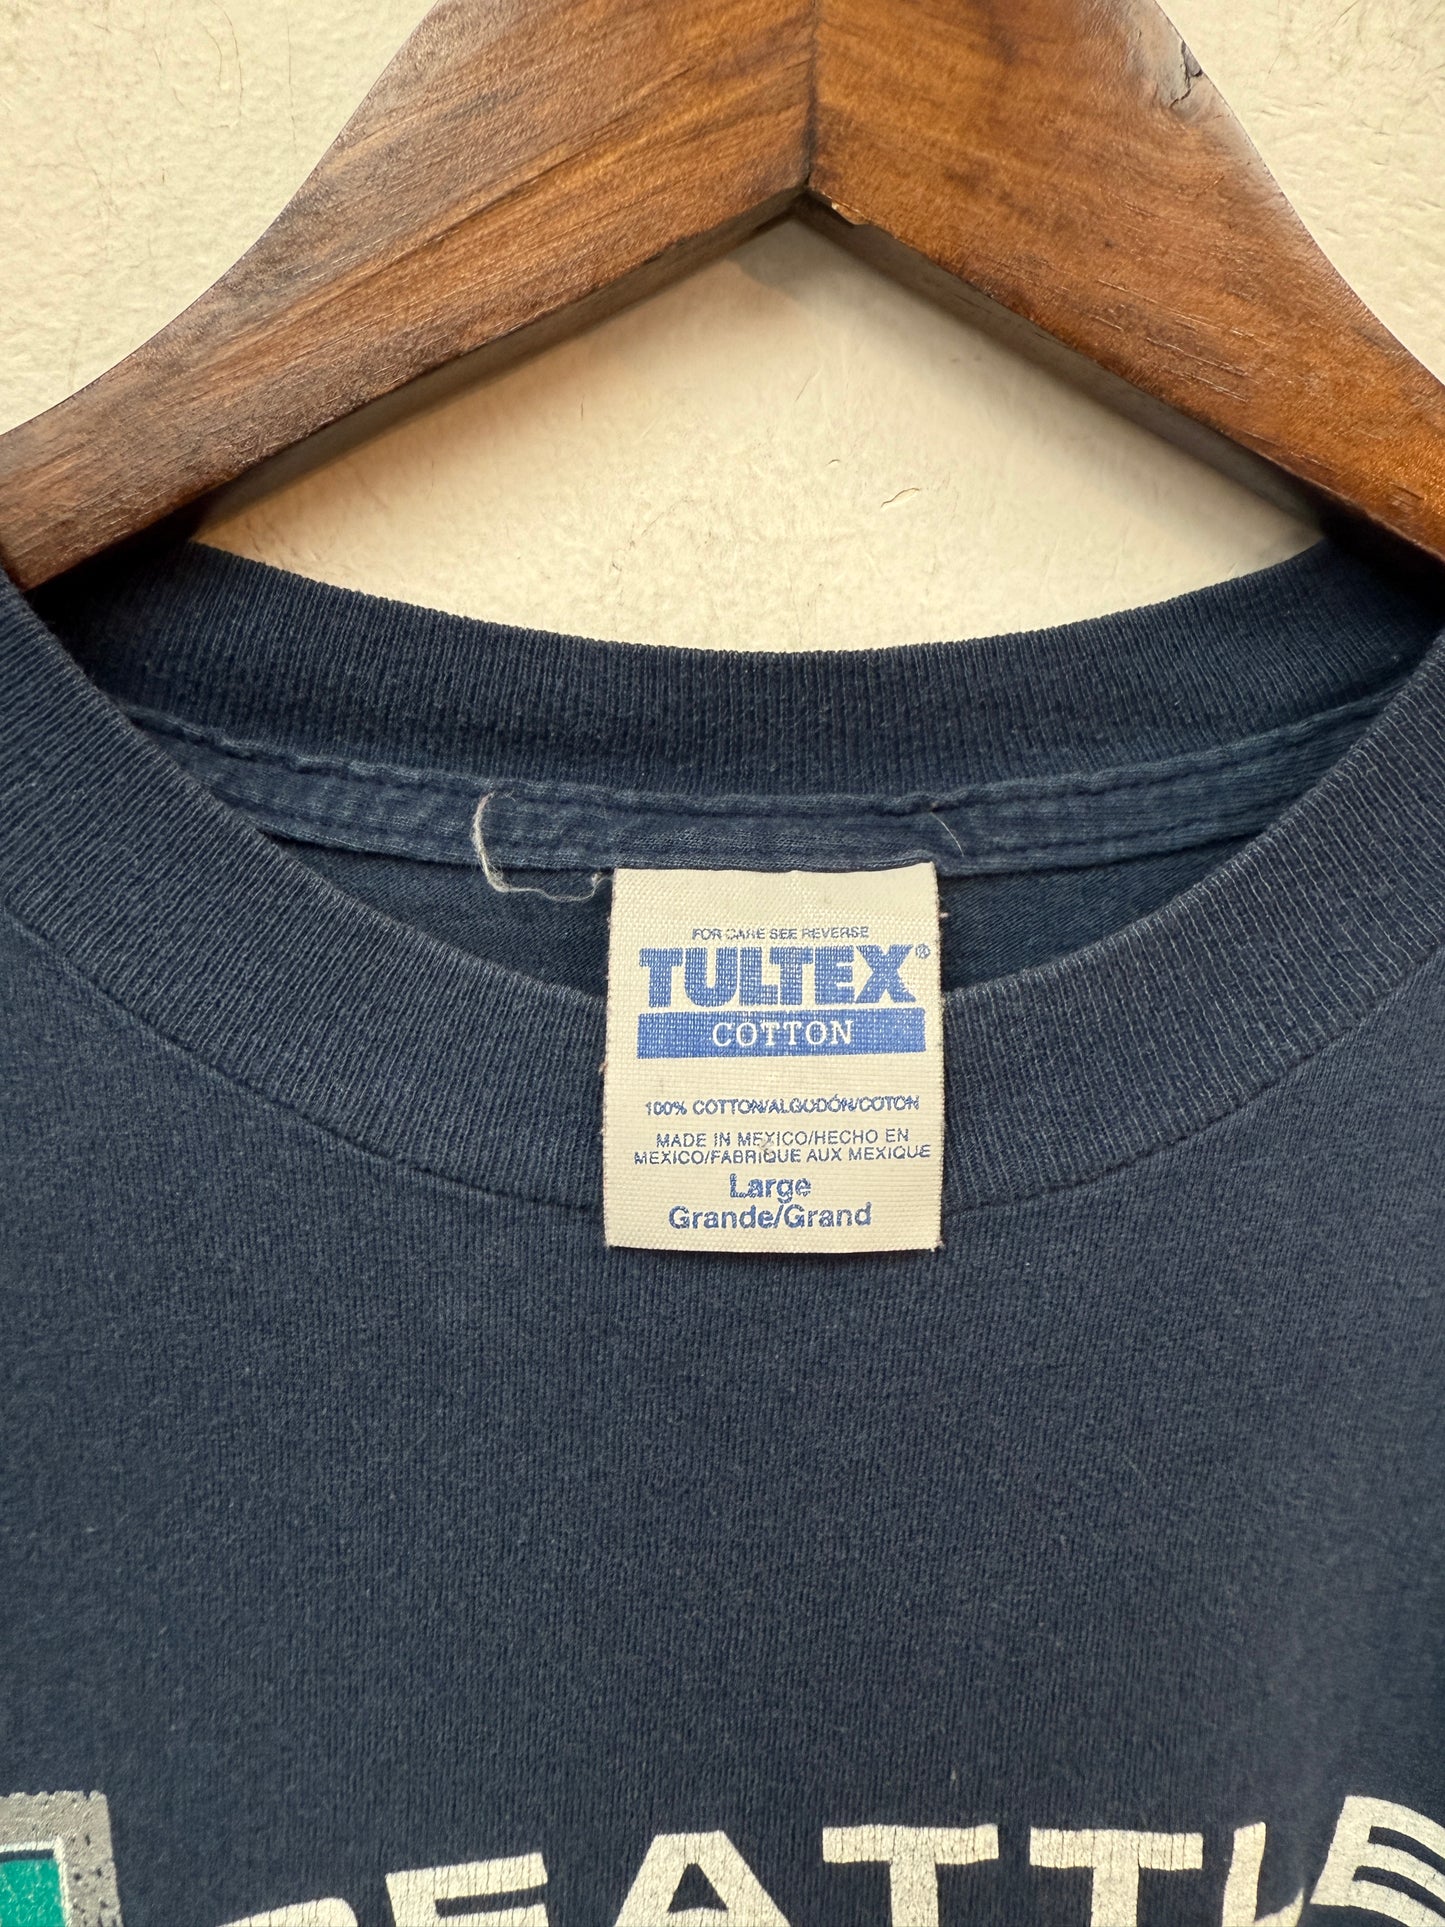 FOR CARE SEE REVERSE
TULTEX®
COTTON
100% COTTON/ALGODÓN/COTON
MADE IN MEXICO/HECHO EN
MEXICO/FABRIQUE AUX MEXIQUE
Large
Grande/Grand
SEATTLE